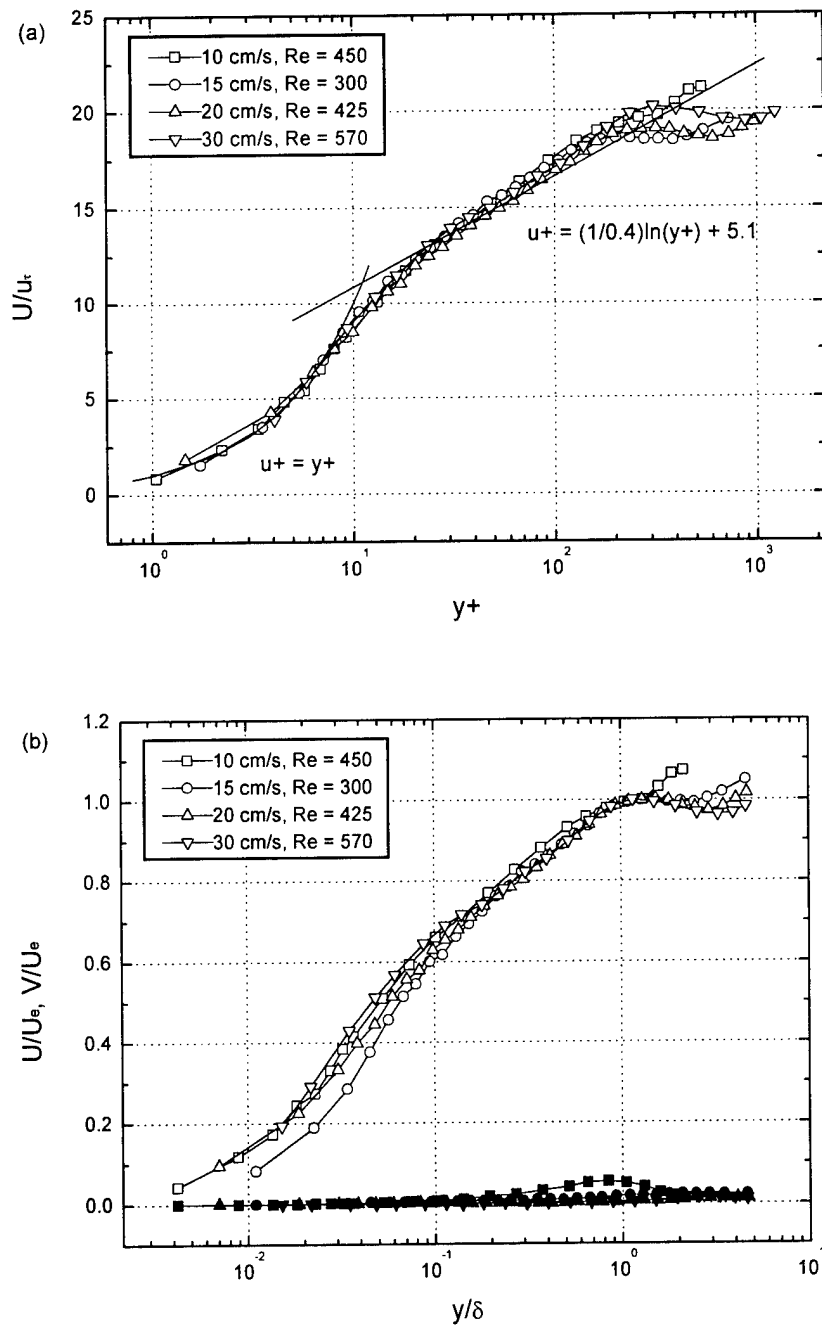 (a)
10 cm/s, Re = 450
15 cm/s, Re = 300
20 cm/s, Re = 425
30 cm/s, Re = 570
25
20
15
10
5
0
U/uτ
u+ = (1/0.4)ln(y+) + 5.1
u+ = y+
10⁰
10¹
10²
10³
y+
(b)
10 cm/s, Re = 450
15 cm/s, Re = 300
20 cm/s, Re = 425
30 cm/s, Re = 570
1.2
1.0
0.8
0.6
0.4
0.2
0.0
U/Ue, V/Ue
10⁻²
10⁻¹
10⁰
10¹
y/δ